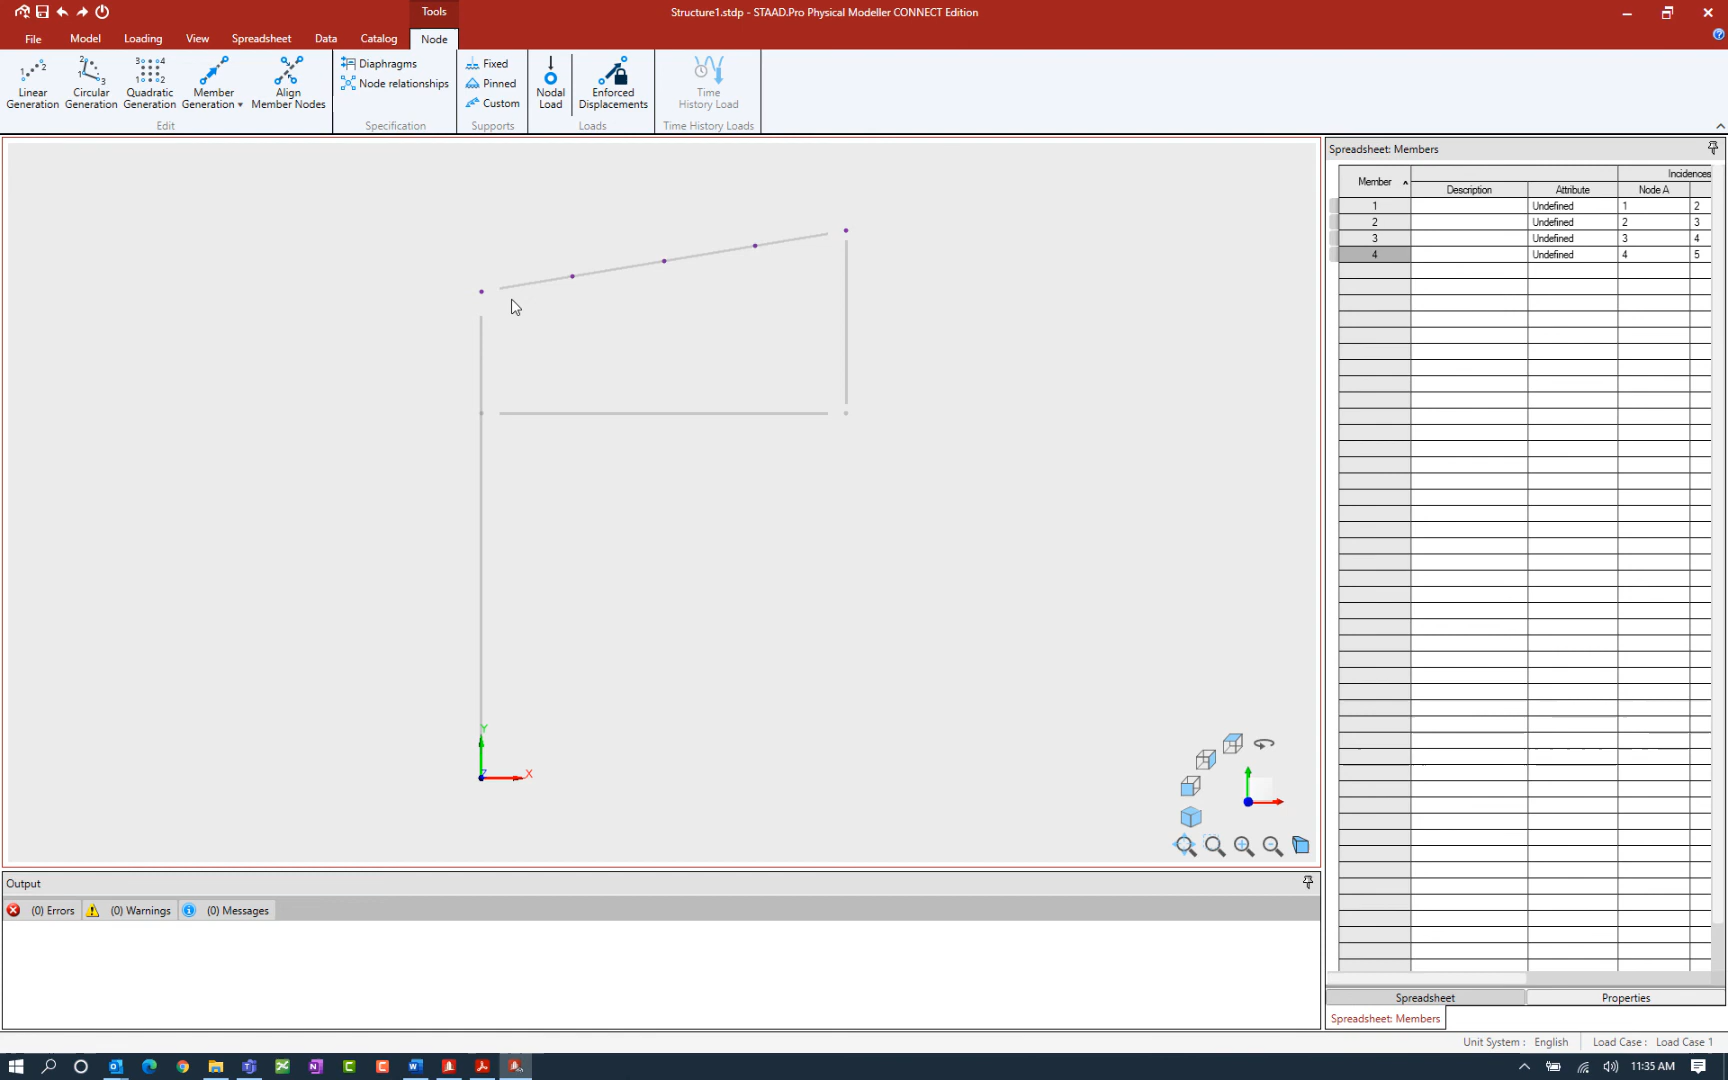 Tools
Structure1.stdp - STAAD.Pro Physical Modeller CONNECT Edition
File
Model
Loading
View
Spreadsheet
Data
Catalog
Node
Linear
Generation
Circular
Generation
Quadratic
Generation
Member
Generation
Align
Member Nodes
Edit
Diaphragms
Node relationships
Specification
Fixed
Pinned
Custom
Supports
Nodal
Load
Enforced
Displacements
Loads
Time
History Load
Time History Loads
Spreadsheet: Members
Member Description Attribute Incidences
Node A
1 Undefined 1 2
2 Undefined 2 3
3 Undefined 3 4
4 Undefined 4 5
Y
Z
X
Output
(0) Errors (0) Warnings (0) Messages
Spreadsheet Properties
Spreadsheet: Members
Unit System : English Load Case : Load Case 1
11:35 AM